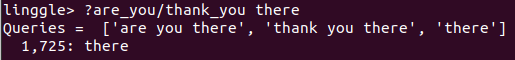 linggle> ?are_you/thank_you there
Queries =  ['are you there', 'thank you there', 'there']
  1,725: there